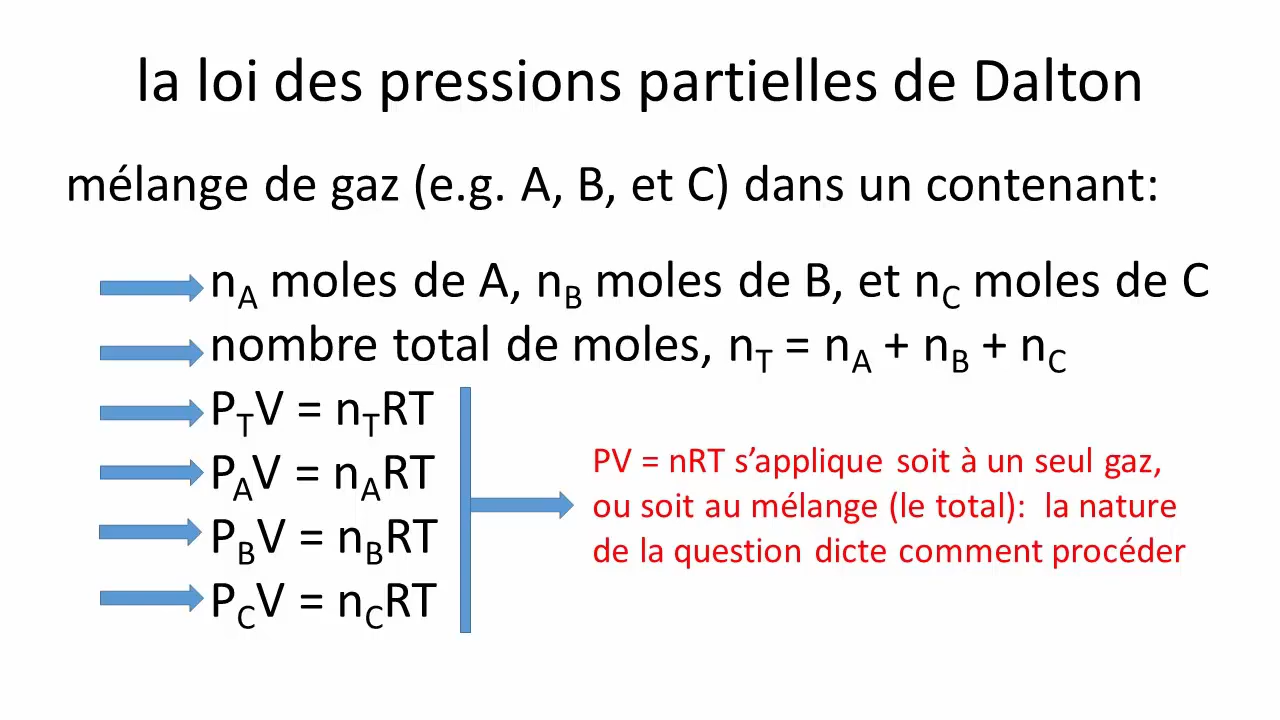 la loi des pressions partielles de Dalton
mélange de gaz (e.g. A, B, et C) dans un contenant:
nA moles de A, nB moles de B, et nC moles de C
nombre total de moles, nT = nA + nB + nC
PTV = nTRT
PAV = nART
PBV = nBRT
PCV = nCRT
PV = nRT s’applique soit à un seul gaz,
ou soit au mélange (le total):  la nature
de la question dicte comment procéder